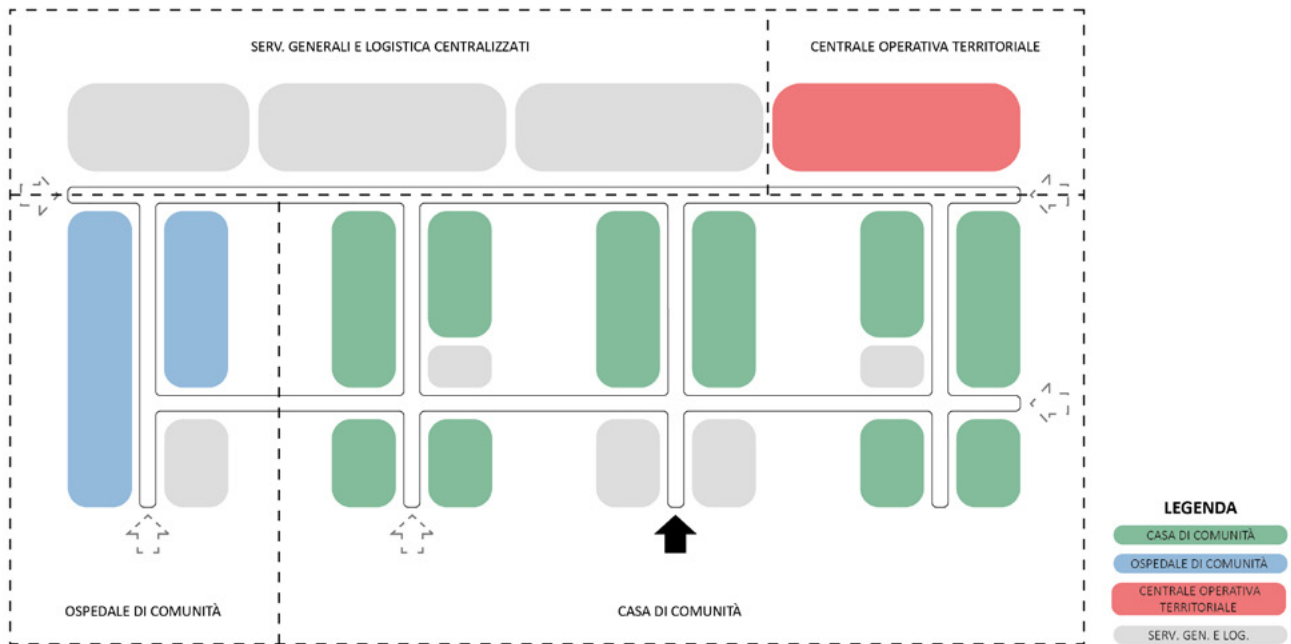 SERV. GENERALI E LOGISTICA CENTRALIZZATI
CENTRALE OPERATIVA TERRITORIALE
OSPEDALE DI COMUNITÀ
CASA DI COMUNITÀ
LEGENDA
CASA DI COMUNITÀ
OSPEDALE DI COMUNITÀ
CENTRALE OPERATIVA
TERRITORIALE
SERV. GEN. E LOG.